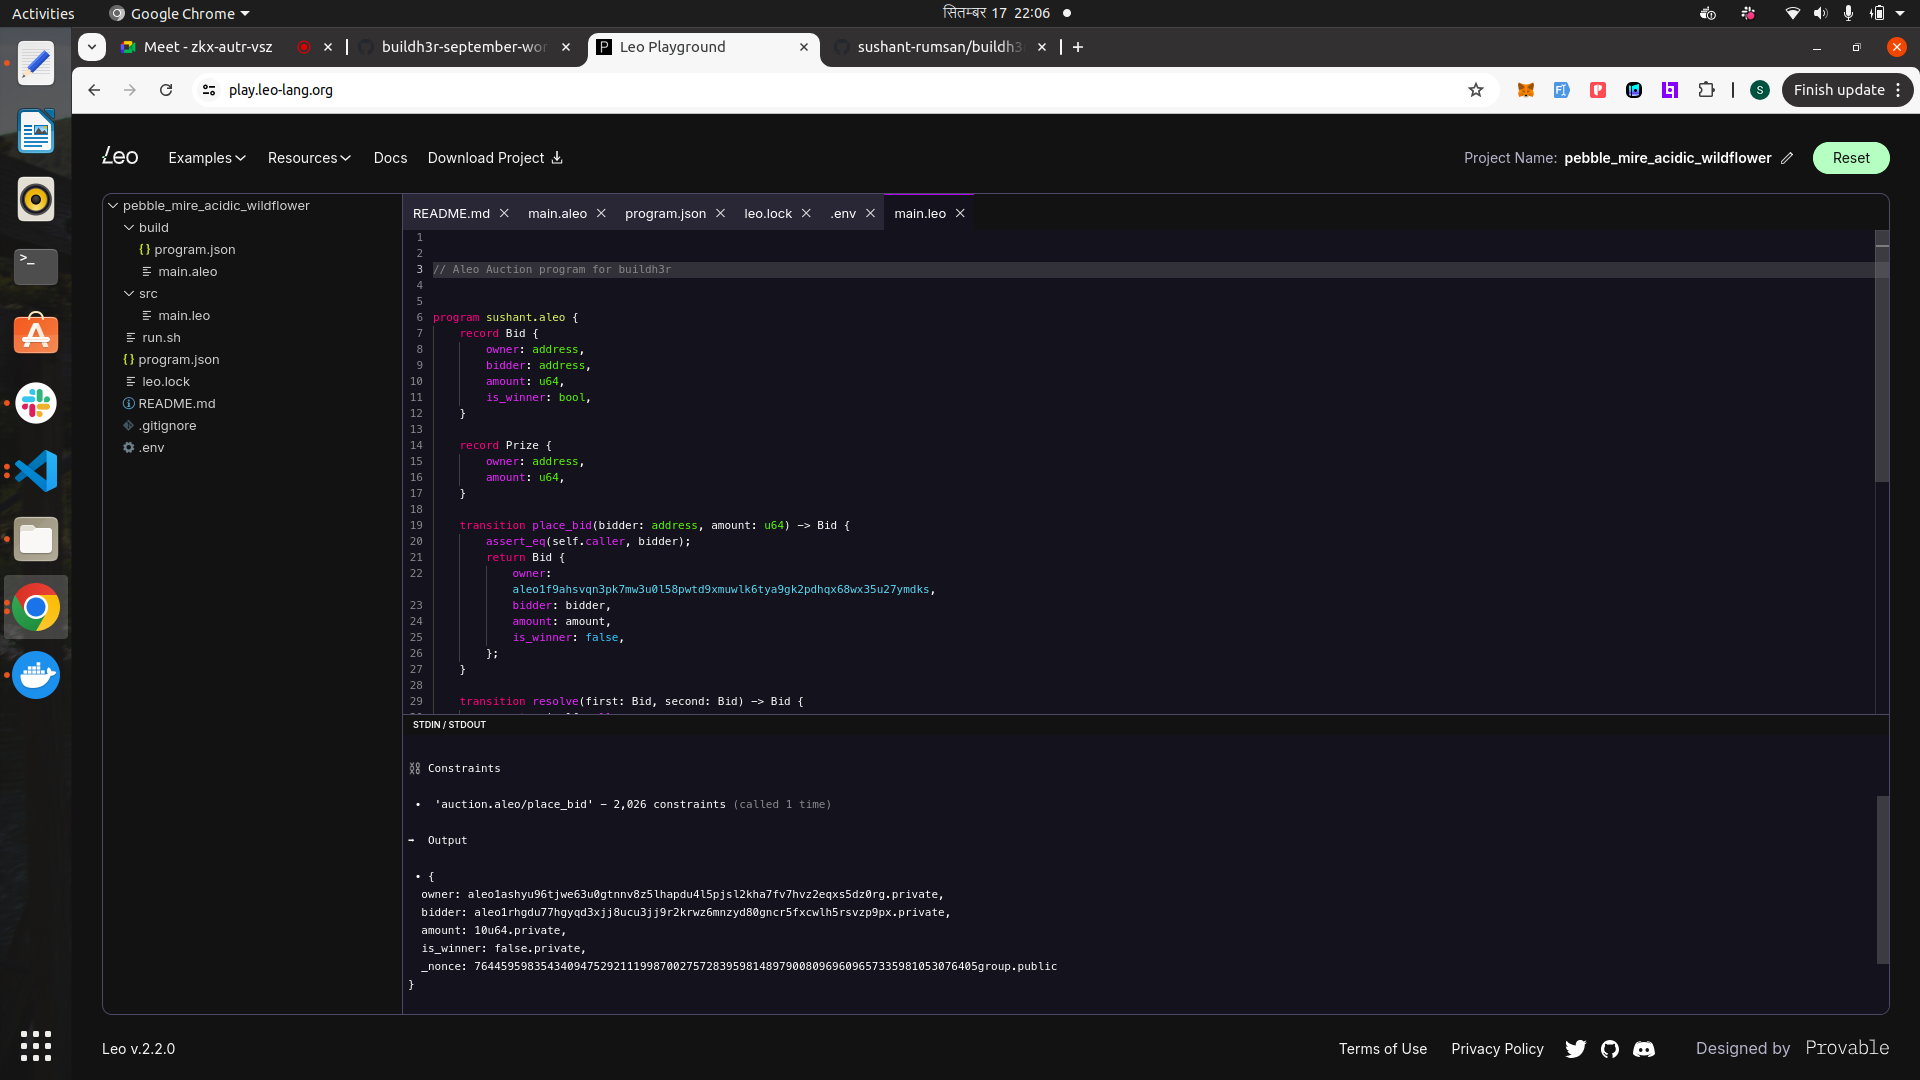 Activities
Google Chrome
सितम्बर 17 22:06
Meet - zkx-autr-vsz
buildh3r-september-wor
Leo Playground
sushant-rumsan/buildh3
play.leo-lang.org
S
Finish update
Leo
Examples
Resources
Docs
Download Project
Project Name: pebble_mire_acidic_wildflower
Reset
pebble_mire_acidic_wildflower
build
{} program.json
main.aleo
src
main.leo
run.sh
{} program.json
leo.lock
README.md
.gitignore
.env
README.md
main.aleo
program.json
leo.lock
.env
main.leo
1
2
3 // Aleo Auction program for buildh3r
4
5
6 program sushant.aleo {
7 record Bid {
8 owner: address,
9 bidder: address,
10 amount: u64,
11 is_winner: bool,
12 }
13
14 record Prize {
15 owner: address,
16 amount: u64,
17 }
18
19 transition place_bid(bidder: address, amount: u64) -> Bid {
20 assert_eq(self.caller, bidder);
21 return Bid {
22 owner:
aleo1f9ahsvqn3pk7mw3u0l58pwtd9xmuwlk6tya9gk2pdhqx68wx35u27ymdks,
23 bidder: bidder,
24 amount: amount,
25 is_winner: false,
26 };
27 }
28
29 transition resolve(first: Bid, second: Bid) -> Bid {
STDIN / STDOUT
⛓ Constraints
• 'auction.aleo/place_bid' - 2,026 constraints (called 1 time)
➡ Output
• {
owner: aleo1ashyu96tjwe63u0gtnnv8z5lhapdu4l5pjsl2kha7fv7hvz2eqxs5dz0rg.private,
bidder: aleo1rhgdu77hgyqd3xjj8ucu3jj9r2krwz6mnzyd80gncr5fxcwlh5rsvzp9px.private,
amount: 10u64.private,
is_winner: false.private,
_nonce: 7644595983543409475292111998700275728395981489790080969609657335981053076405group.public
}
Leo v.2.2.0
Terms of Use
Privacy Policy
Designed by Provable